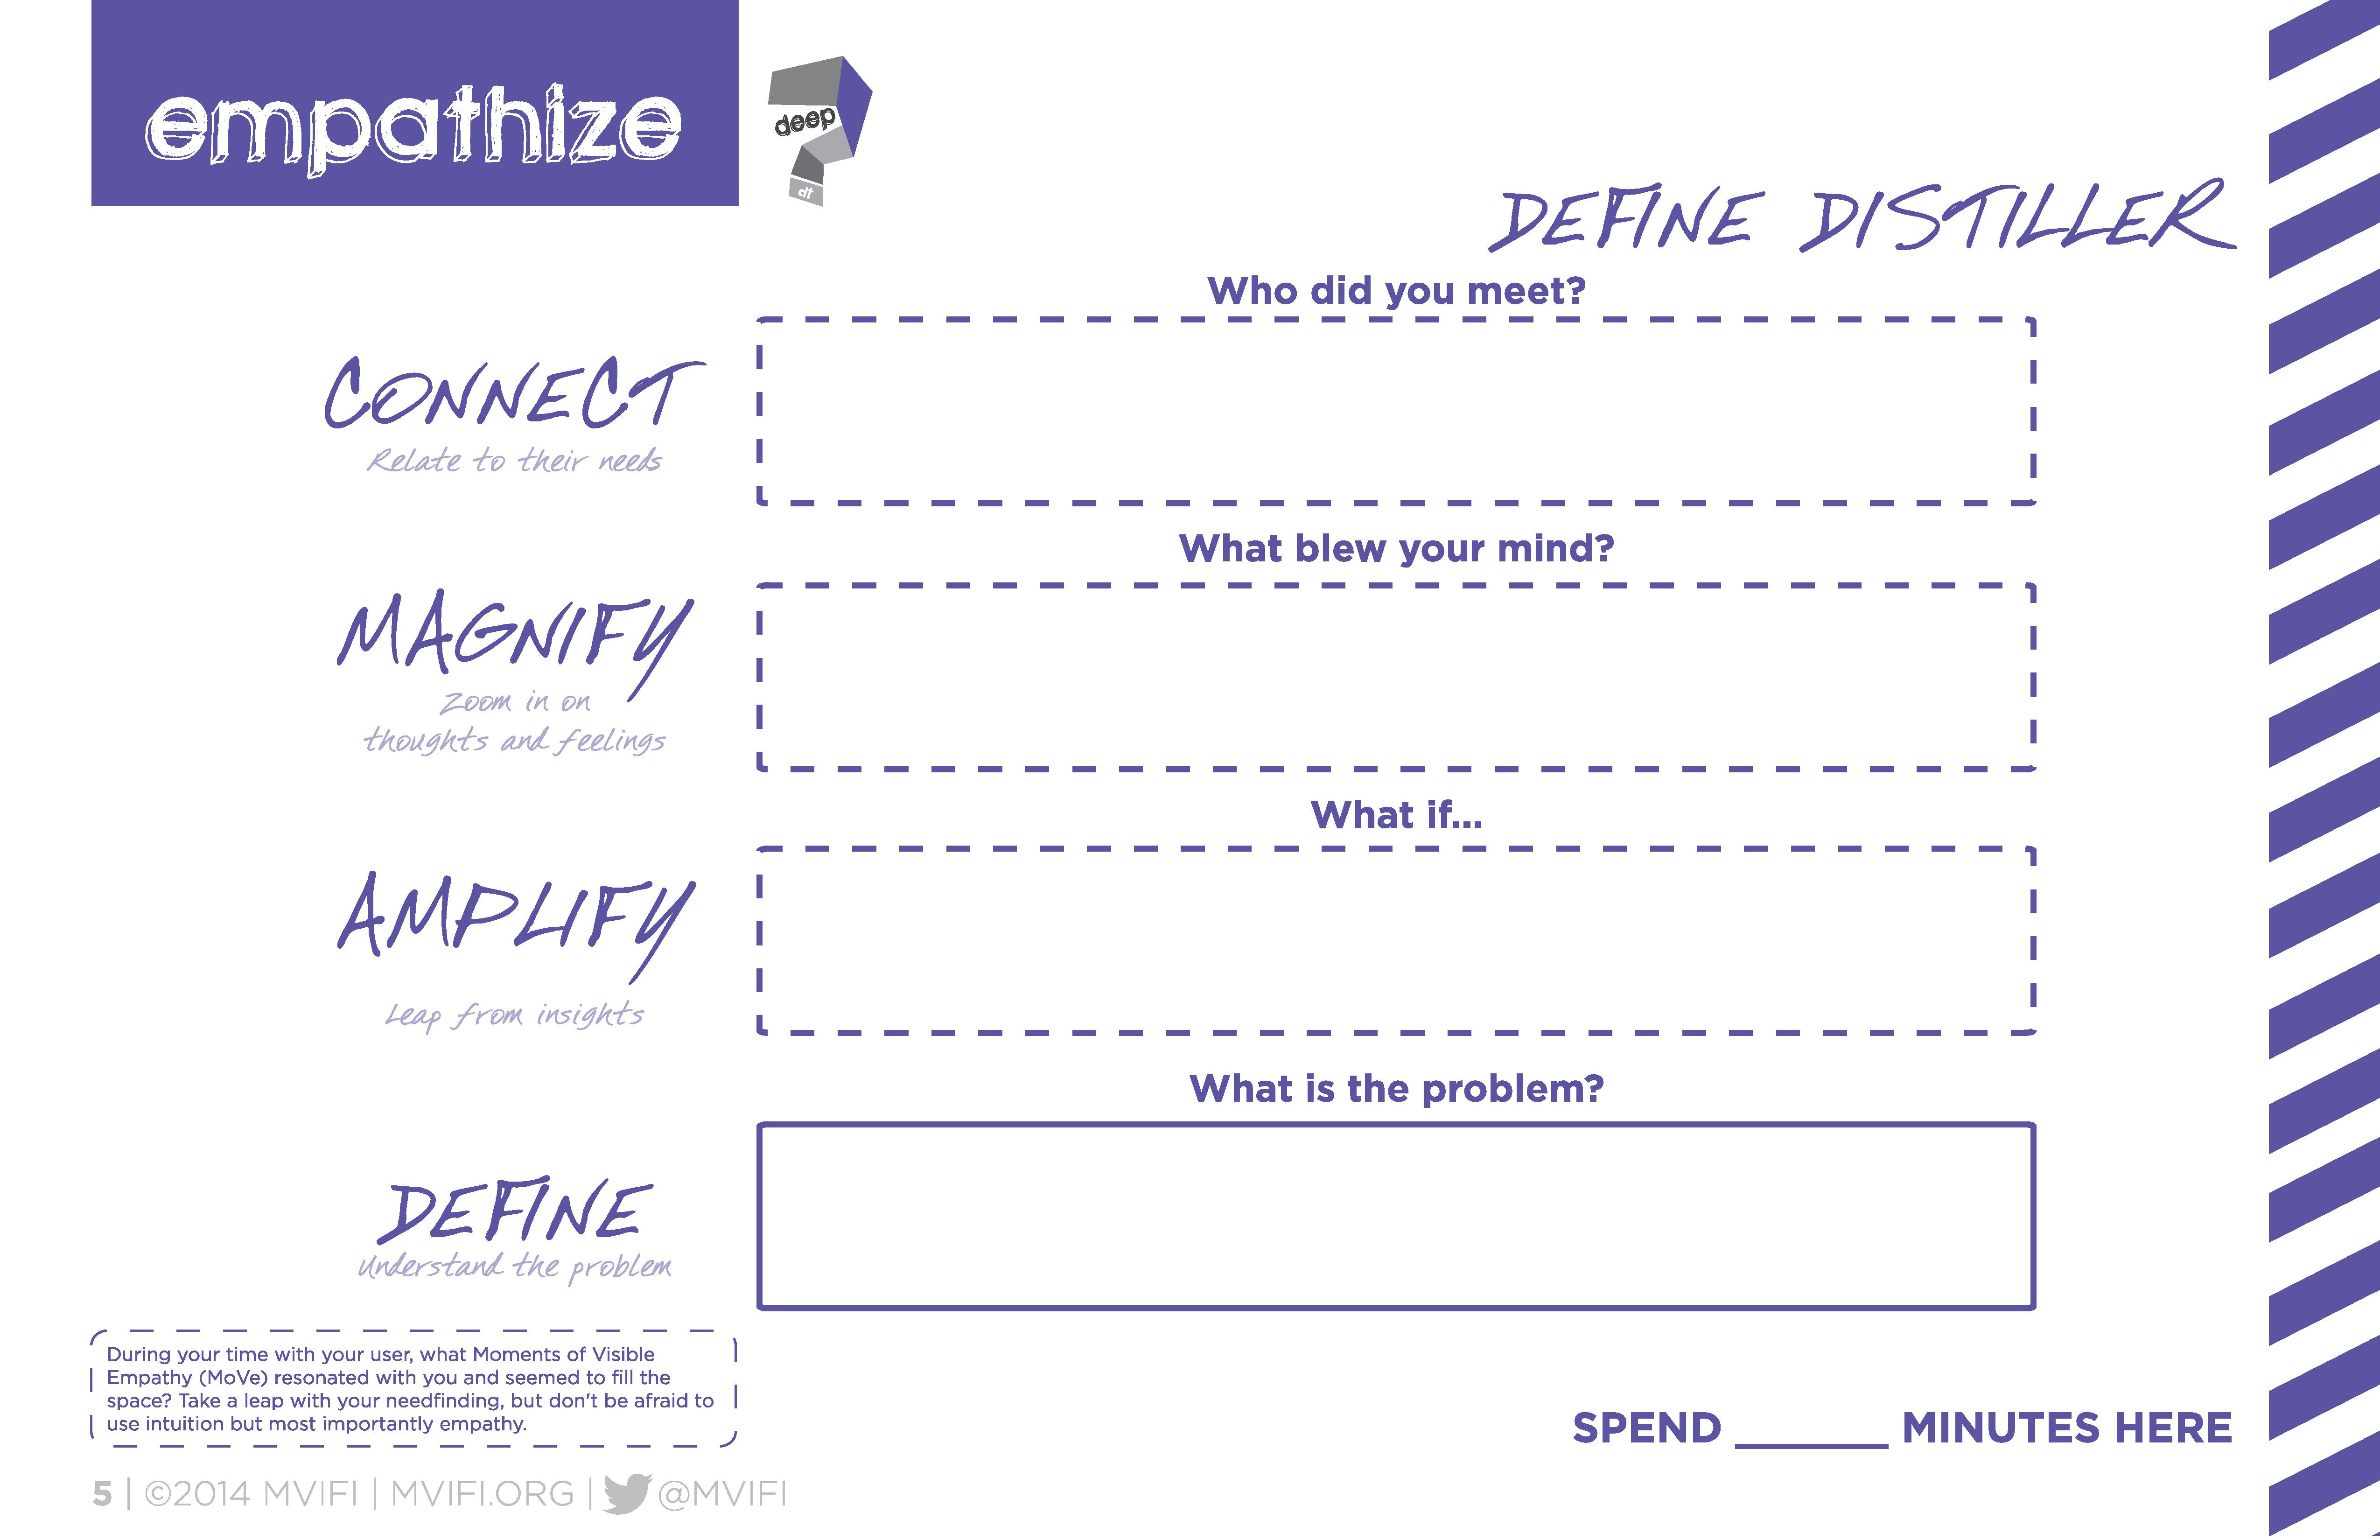 empathize
deep
dt
DEFINE DISTILLER
Who did you meet?
CONNECT
Relate to their needs
What blew your mind?
MAGNIFY
Zoom in on
thoughts and feelings
What if...
AMPLIFY
Leap from insights
What is the problem?
DEFINE
Understand the problem
During your time with your user, what Moments of Visible
Empathy (MoVe) resonated with you and seemed to fill the
space? Take a leap with your needfinding, but don't be afraid to
use intuition but most importantly empathy.
SPEND ______ MINUTES HERE
5 | ©2014 MVIFI | MVIFI.ORG | @MVIFI